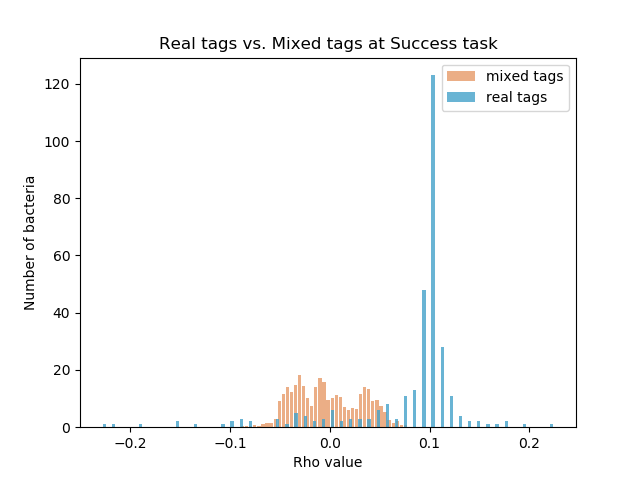 Real tags vs. Mixed tags at Success task
mixed tags
real tags
Number of bacteria
120
100
80
60
40
20
0
−0.2
−0.1
0.0
0.1
0.2
Rho value